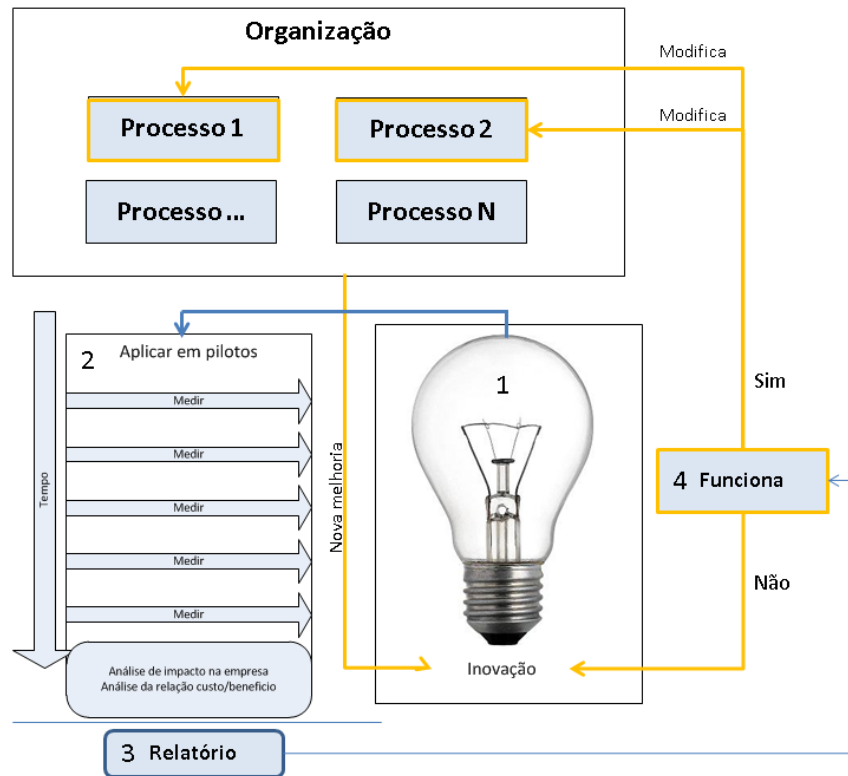 Organização
Modifica
Processo 1
Processo 2
Modifica
Processo ...
Processo N
Tempo
2 Aplicar em pilotos
Medir
Medir
Medir
Medir
Medir
Análise de impacto na empresa
Análise da relação custo/beneficio
Nova melhoria
1
Inovação
Sim
4 Funciona
Não
3 Relatório